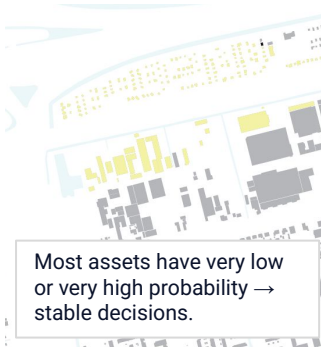 Most assets have very low
or very high probability →
stable decisions.